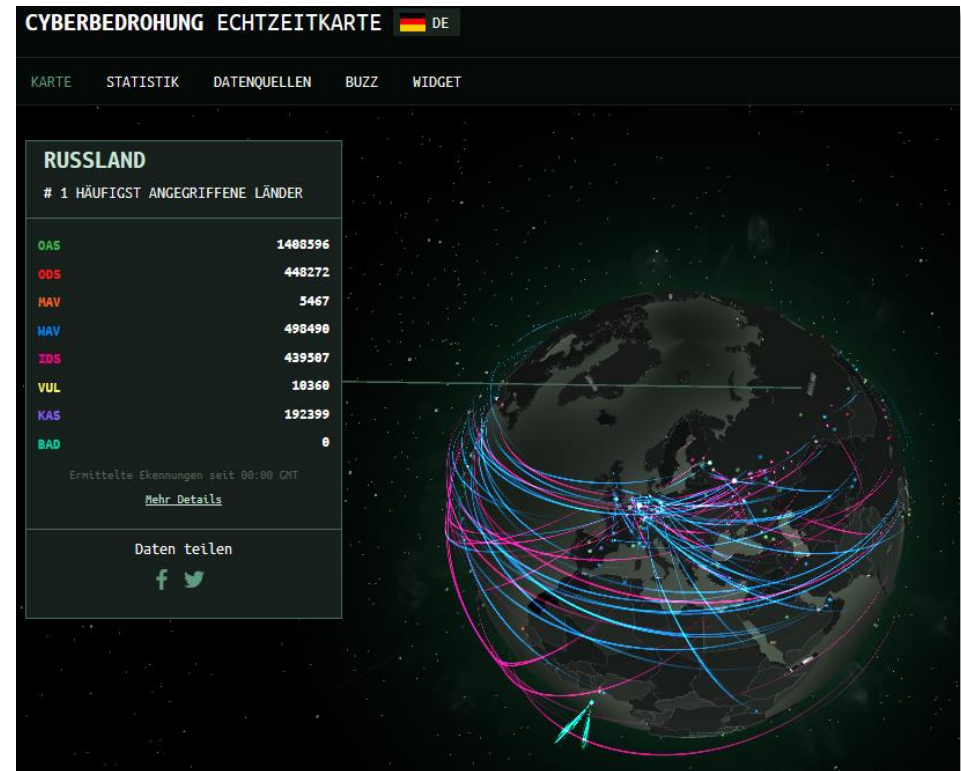 CYBERBEDROHUNG ECHTZEITKARTE DE
KARTE STATISTIK DATENQUELLEN BUZZ WIDGET
RUSSLAND
# 1 HÄUFIGST ANGEGRIFFENE LÄNDER
OAS 1408596
ODS 448272
MAV 5467
WAV 498490
IDS 439507
VUL 10360
KAS 192399
BAD 0
Ermittelte Ekennungen seit 00:00 GMT
Mehr Details
Daten teilen